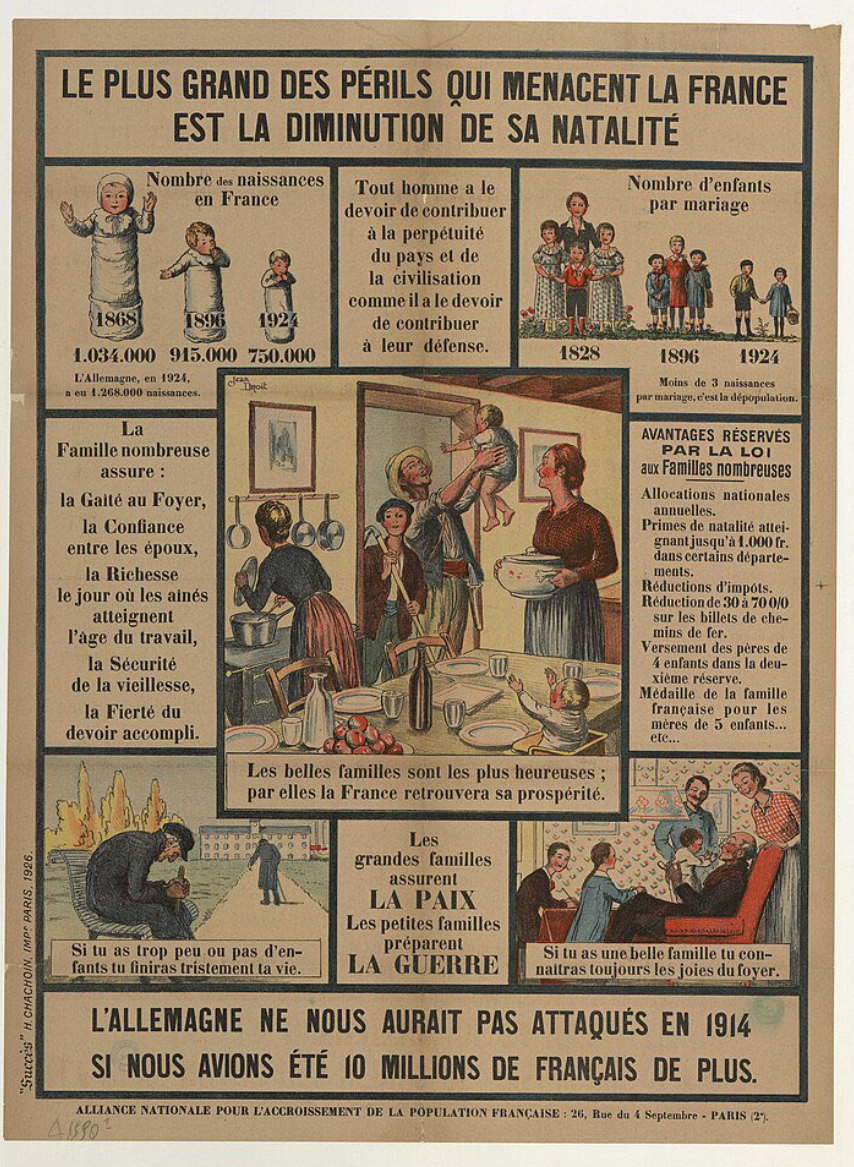 LE PLUS GRAND DES PÉRILS QUI MENACENT LA FRANCE
EST LA DIMINUTION DE SA NATALITÉ
Nombre des naissances
en France
1868
1896
1924
1.034.000 915.000 750.000
L'Allemagne, en 1924,
a eu 1.268.000 naissances.
Tout homme a le
devoir de contribuer
à la perpétuité
du pays et de
la civilisation
comme il a le devoir
de contribuer
à leur défense.
Nombre d'enfants
par mariage
1828
1896
1924
Moins de 3 naissances
par mariage, c'est la dépopulation.
La
Famille nombreuse
assure :
la Gaîté au Foyer,
la Confiance
entre les époux,
la Richesse
le jour où les aînés
atteignent
l'âge du travail,
la Sécurité
de la vieillesse,
la Fierté du
devoir accompli.
Jean
Droit
Les belles familles sont les plus heureuses ;
par elles la France retrouvera sa prospérité.
AVANTAGES RÉSERVÉS
PAR LA LOI
aux Familles nombreuses
Allocations nationales
annuelles.
Primes de natalité attei-
gnant jusqu'à 1.000 fr.
dans certains départe-
ments.
Réductions d'impôts.
Réduction de 30 à 70 0/0
sur les billets de che-
mins de fer.
Versement des pères de
4 enfants dans la deu-
xième réserve.
Médaille de la famille
française pour les
mères de 5 enfants...
etc...
Si tu as trop peu ou pas d'en-
fants tu finiras tristement ta vie.
Les
grandes familles
assurent
LA PAIX
Les petites familles
préparent
LA GUERRE
Si tu as une belle famille tu con-
naîtras toujours les joies du foyer.
L'ALLEMAGNE NE NOUS AURAIT PAS ATTAQUÉS EN 1914
SI NOUS AVIONS ÉTÉ 10 MILLIONS DE FRANÇAIS DE PLUS.
"Succès" H. CHACHOIN, IMPR PARIS, 1926.
ALLIANCE NATIONALE POUR L'ACCROISSEMENT DE LA POPULATION FRANÇAISE : 26, Rue du 4 Septembre - PARIS (2e).